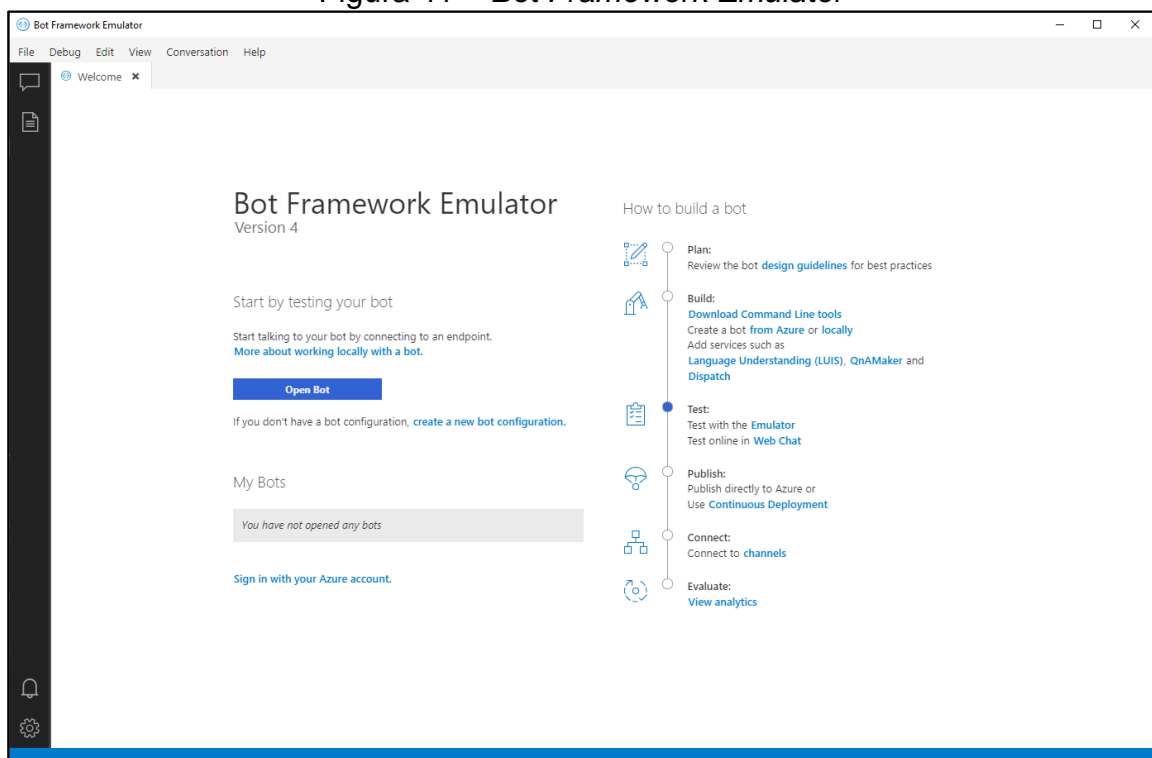 Bot Framework Emulator
Bot Framework Emulator
File Debug Edit View Conversation Help
Welcome
Bot Framework Emulator
Version 4
Start by testing your bot
Start talking to your bot by connecting to an endpoint.
More about working locally with a bot.
Open Bot
If you don't have a bot configuration, create a new bot configuration.
My Bots
You have not opened any bots
Sign in with your Azure account.
How to build a bot
Plan:
Review the bot design guidelines for best practices
Build:
Download Command Line tools
Create a bot from Azure or locally
Add services such as
Language Understanding (LUIS), QnAMaker and
Dispatch
Test:
Test with the Emulator
Test online in Web Chat
Publish:
Publish directly to Azure or
Use Continuous Deployment
Connect:
Connect to channels
Evaluate:
View analytics